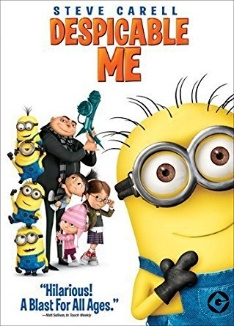 STEVE CARELL
DESPICABLE
ME
"Hilarious!
A Blast For All Ages."
G